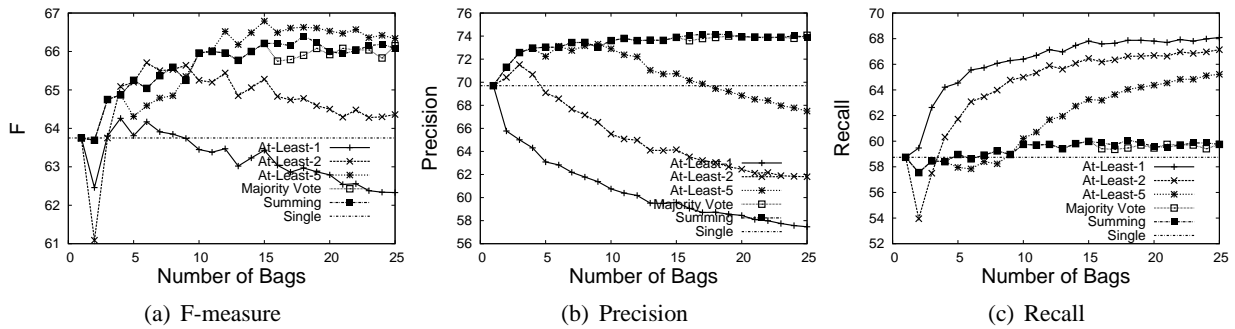 67
66
65
64
63
62
61
F
0 5 10 15 20 25
Number of Bags
At-Least-1
At-Least-2
At-Least-5
Majority Vote
Summing
Single
(a) F-measure
76
74
72
70
68
66
64
62
60
58
56
Precision
0 5 10 15 20 25
Number of Bags
At-Least-1
At-Least-2
At-Least-5
Majority Vote
Summing
Single
(b) Precision
70
68
66
64
62
60
58
56
54
52
Recall
0 5 10 15 20 25
Number of Bags
At-Least-1
At-Least-2
At-Least-5
Majority Vote
Summing
Single
(c) Recall